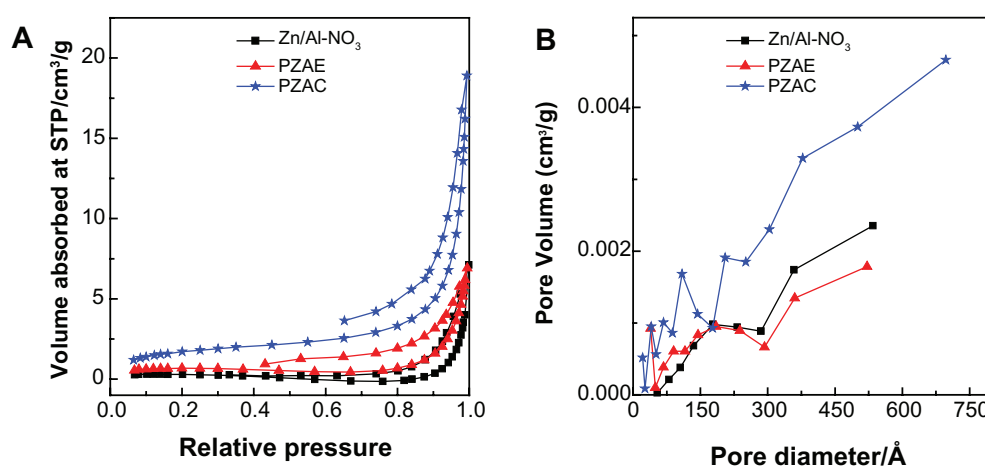 A
Volume absorbed at STP/cm³/g
20
15
10
5
0
Zn/Al-NO₃
PZAE
PZAC
0.0 0.2 0.4 0.6 0.8 1.0
Relative pressure
B
Pore Volume (cm³/g)
0.004
0.002
0.000
Zn/Al-NO₃
PZAE
PZAC
0 150 300 450 600 750
Pore diameter/Å